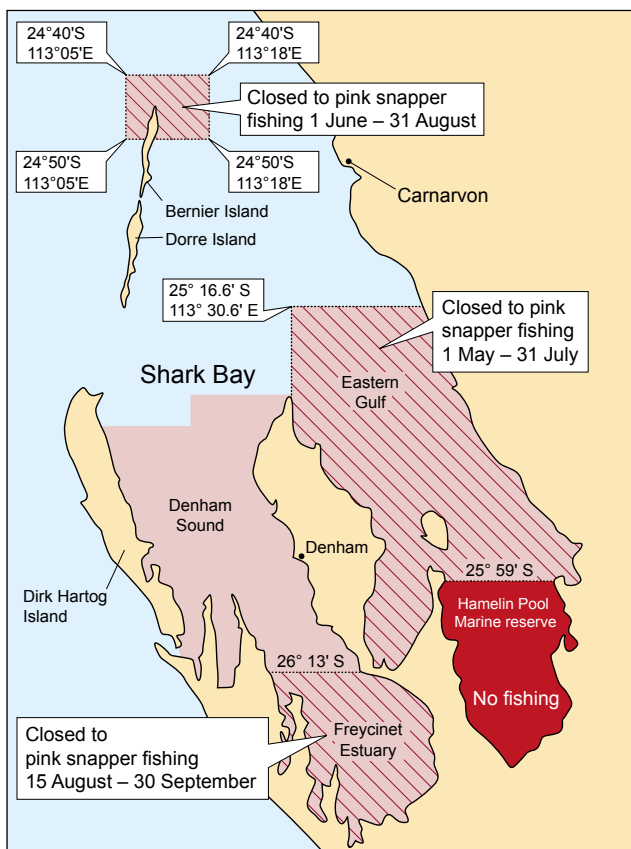 24°40'S
113°05'E
24°40'S
113°18'E
Closed to pink snapper
fishing 1 June – 31 August
24°50'S
113°05'E
24°50'S
113°18'E
Carnarvon
Bernier Island
Dorre Island
25° 16.6' S
113° 30.6' E
Closed to pink
snapper fishing
1 May – 31 July
Shark Bay
Eastern
Gulf
Denham
Sound
Denham
25° 59' S
Dirk Hartog
Island
Hamelin Pool
Marine reserve
26° 13' S
No fishing
Closed to
pink snapper fishing
15 August – 30 September
Freycinet
Estuary